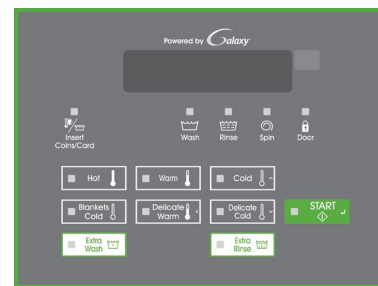 Powered by Galaxy
Insert
Coins/Card
Wash
Rinse
Spin
Door
Hot
Warm
Cold
Blankets
Cold
Delicate
Warm
Delicate
Cold
START
Extra
Wash
Extra
Rinse